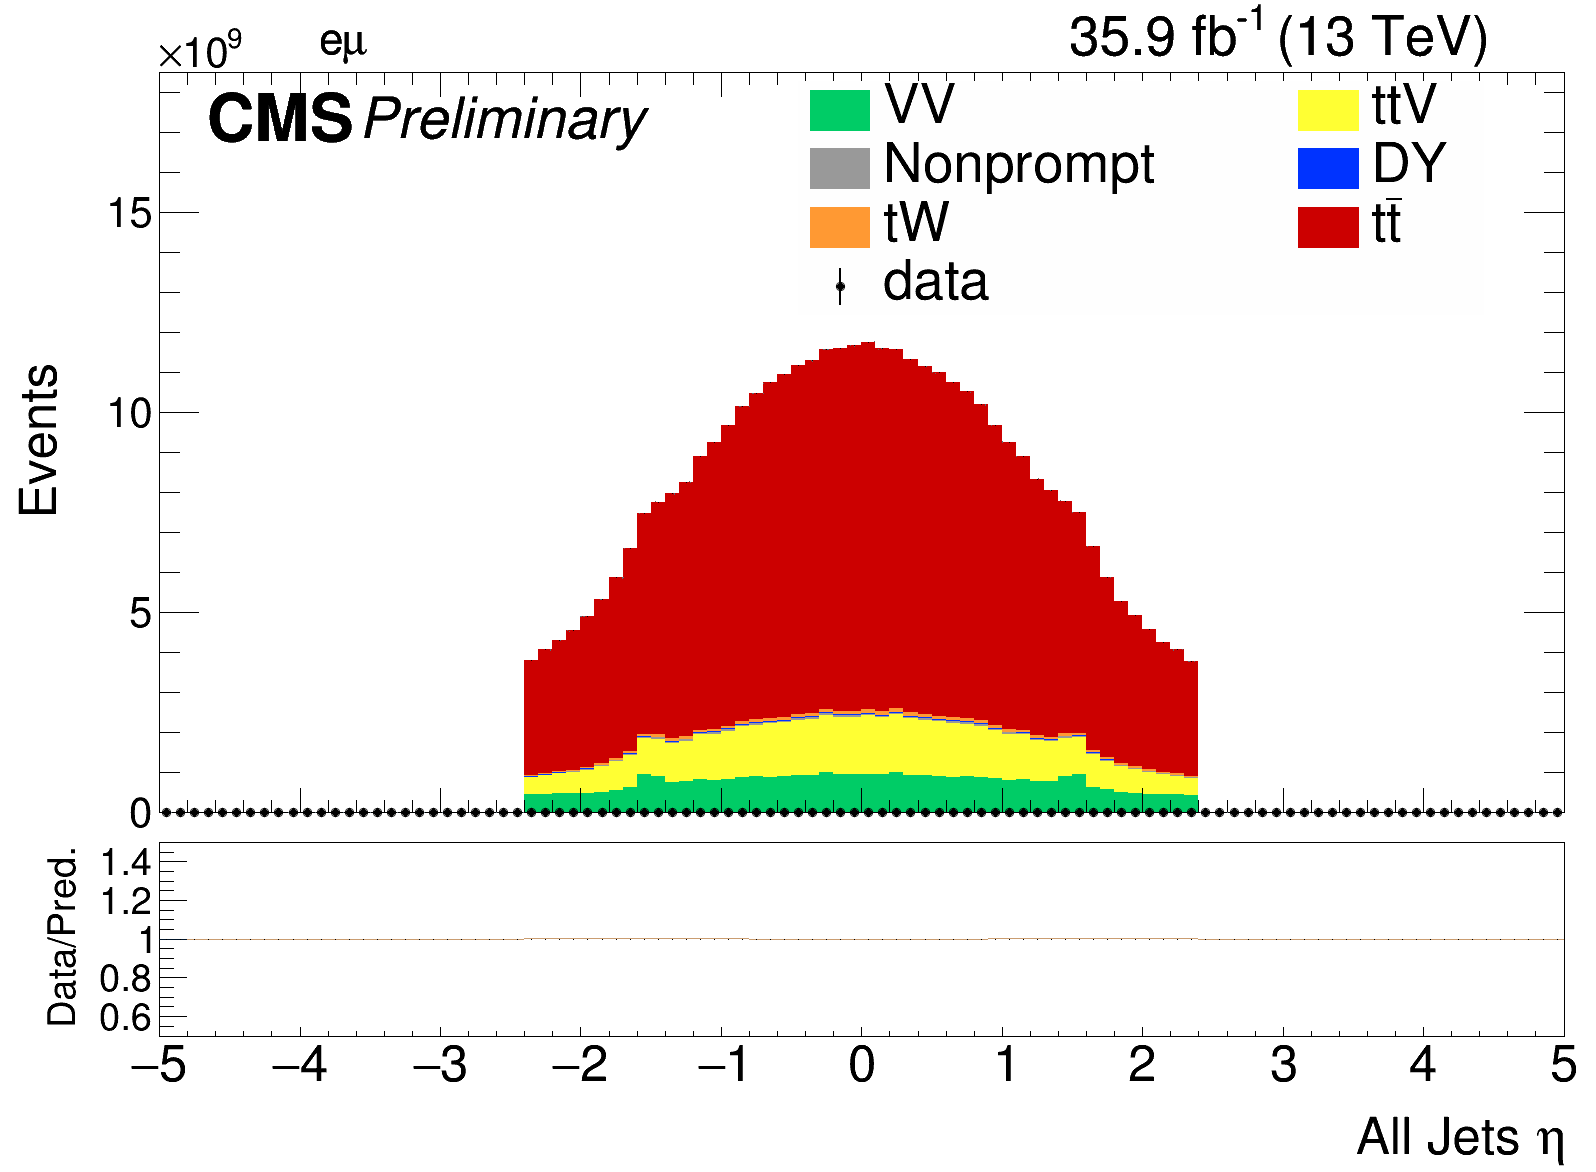 ×10⁹ eμ 35.9 fb⁻¹ (13 TeV)
CMS Preliminary
VV ttV
Nonprompt DY
tW tt̄
data
Events
15
10
5
0
Data/Pred.
1.4
1.2
1
0.8
0.6
−5 −4 −3 −2 −1 0 1 2 3 4 5
All Jets η